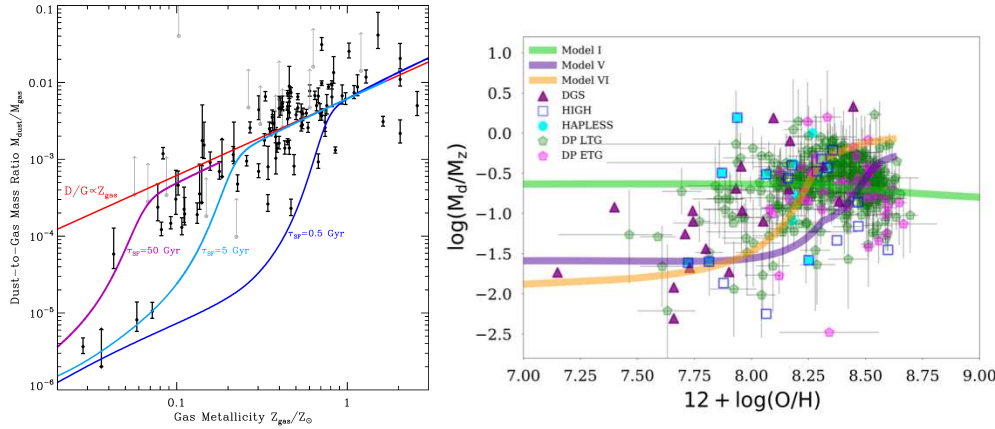 Dust-to-Gas Mass Ratio M_dust/M_gas
0.1
0.01
10^-3
10^-4
10^-5
10^-6
D/G∝Z_gas
τ_SF=50 Gyr
τ_SF=5 Gyr
τ_SF=0.5 Gyr
0.1 1
Gas Metallicity Z_gas/Z_⊙
log(M_d/M_z)
1.0
0.5
0.0
−0.5
−1.0
−1.5
−2.0
−2.5
Model I
Model V
Model VI
DGS
HIGH
HAPLESS
DP LTG
DP ETG
7.00 7.25 7.50 7.75 8.00 8.25 8.50 8.75 9.00
12 + log(O/H)